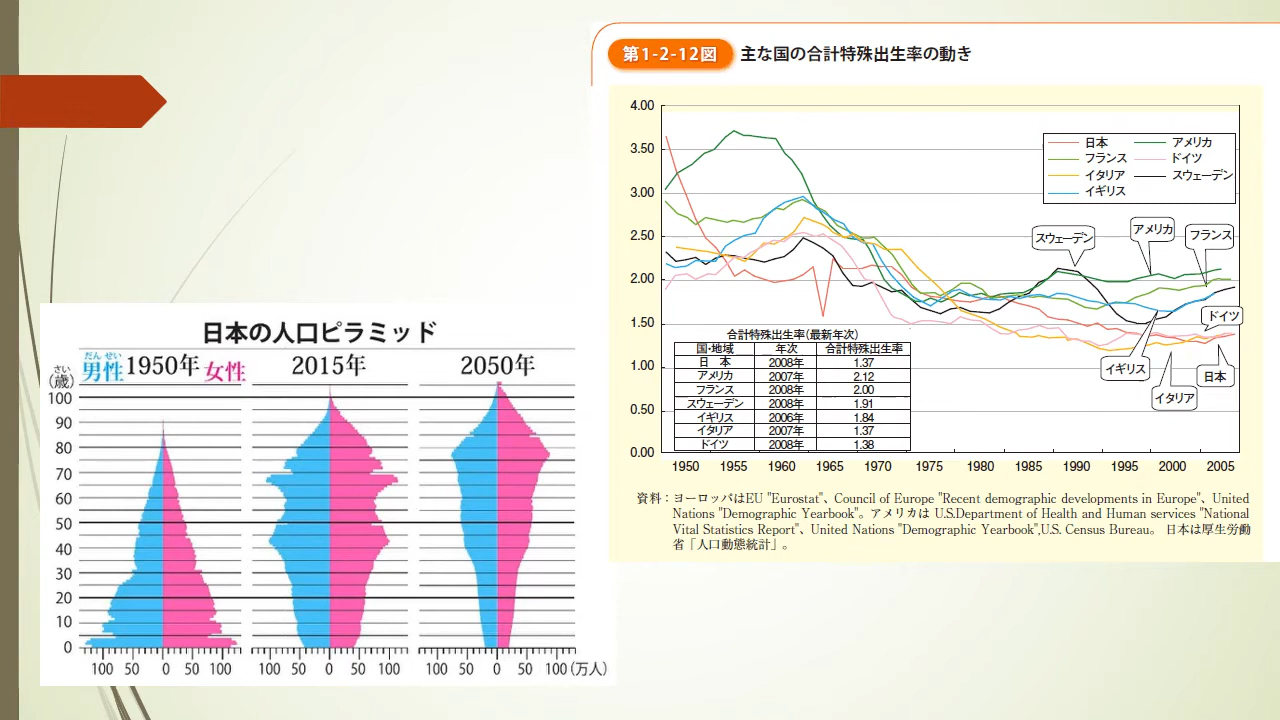 第1-2-12図 主な国の合計特殊出生率の動き
4.00
3.50
3.00
2.50
2.00
1.50
1.00
0.50
0.00
日本 アメリカ
フランス ドイツ
イタリア スウェーデン
イギリス
スウェーデン
アメリカ
フランス
ドイツ
イギリス
イタリア
日本
合計特殊出生率(最新年次)
国・地域 年次 合計特殊出生率
日 本 2008年 1.37
アメリカ 2007年 2.12
フランス 2008年 2.00
スウェーデン 2008年 1.91
イギリス 2006年 1.84
イタリア 2007年 1.37
ドイツ 2008年 1.38
1950 1955 1960 1965 1970 1975 1980 1985 1990 1995 2000 2005
資料：ヨーロッパはEU "Eurostat"、Council of Europe "Recent demographic developments in Europe"、United
Nations "Demographic Yearbook"。アメリカは U.S.Department of Health and Human services "National
Vital Statistics Report"、United Nations "Demographic Yearbook",U.S. Census Bureau。 日本は厚生労働
省「人口動態統計」。
日本の人口ピラミッド
だん せい
男性 1950年 女性 2015年 2050年
さい
(歳)
100
90
80
70
60
50
40
30
20
10
0
100 50 0 50 100 100 50 0 50 100 100 50 0 50 100 (万人)